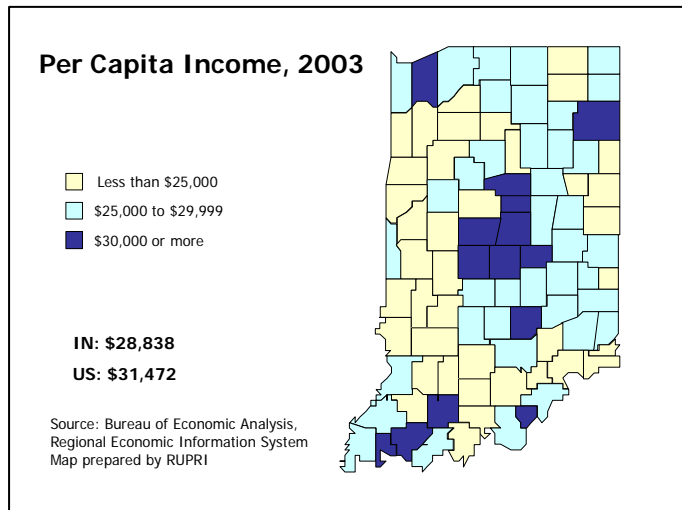 Per Capita Income, 2003
Less than $25,000
$25,000 to $29,999
$30,000 or more
IN: $28,838
US: $31,472
Source: Bureau of Economic Analysis,
Regional Economic Information System
Map prepared by RUPRI